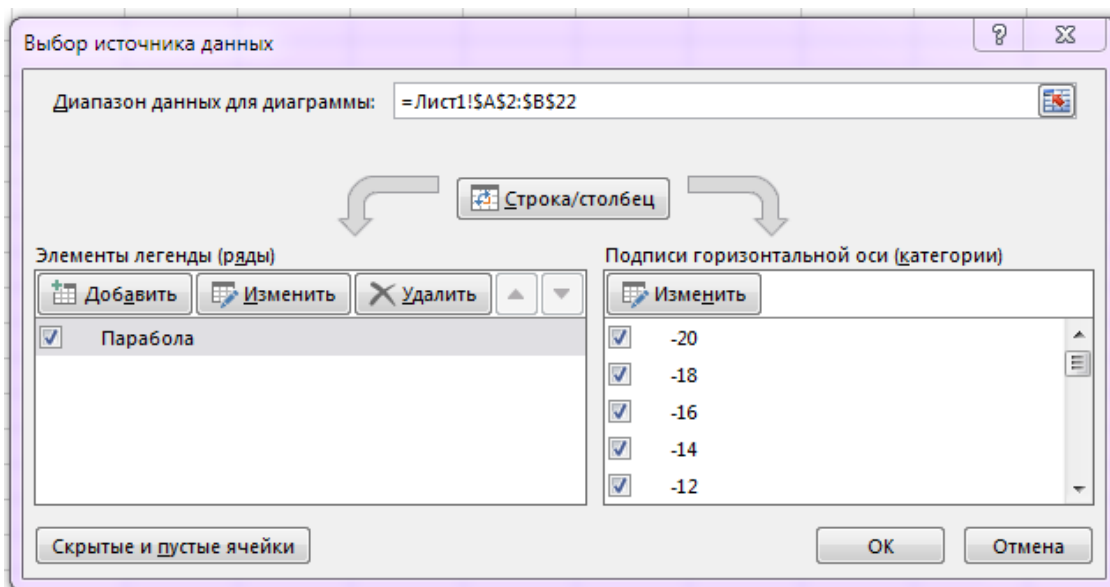 Выбор источника данных
Диапазон данных для диаграммы: =Лист1!$A$2:$B$22
Строка/столбец
Элементы легенды (ряды)
Добавить Изменить Удалить
Парабола
Подписи горизонтальной оси (категории)
Изменить
-20
-18
-16
-14
-12
Скрытые и пустые ячейки
ОК Отмена